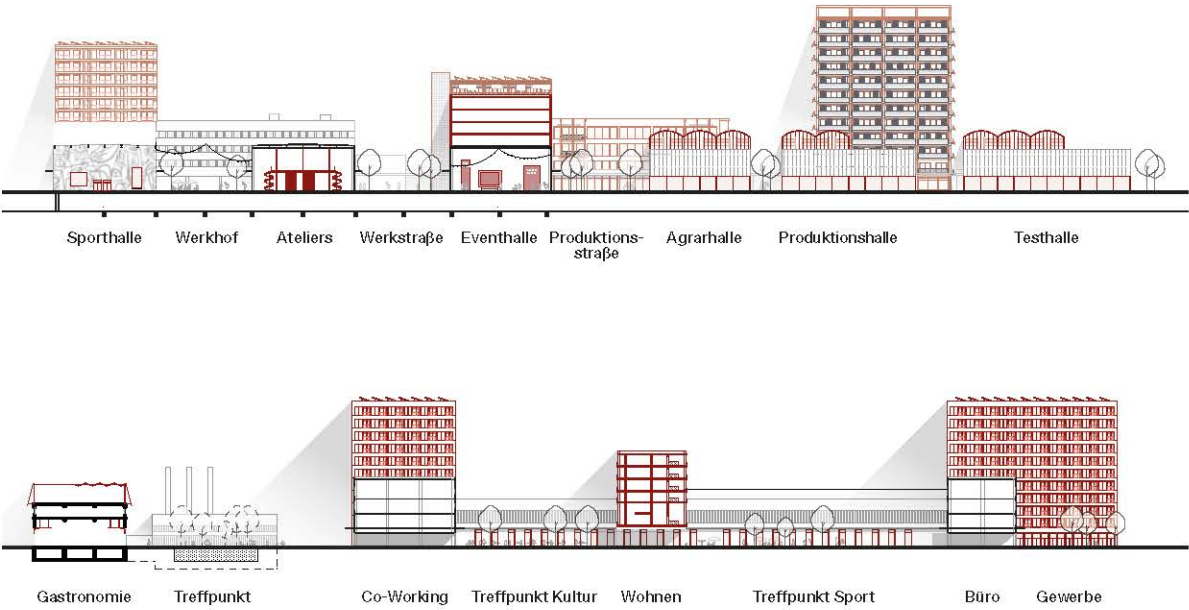 Sporthalle Werkhof Ateliers Werkstraße Eventhalle Produktions- Agrarhalle Produktionshalle Testhalle
straße
Gastronomie Treffpunkt Co-Working Treffpunkt Kultur Wohnen Treffpunkt Sport Büro Gewerbe